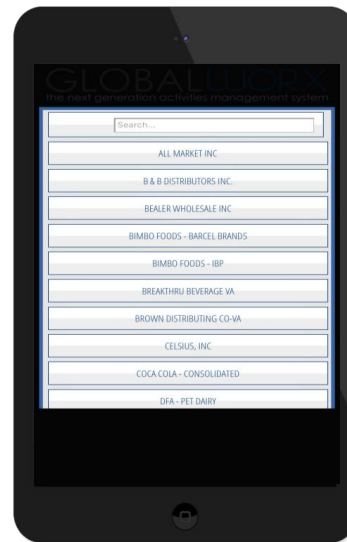 GLOBALWORX
the next generation activities management system
Search...
ALL MARKET INC
B & B DISTRIBUTORS INC.
BEALER WHOLESALE INC
BIMBO FOODS - BARCEL BRANDS
BIMBO FOODS - IBP
BREAKTHRU BEVERAGE VA
BROWN DISTRIBUTING CO-VA
CELSIUS, INC
COCA COLA - CONSOLIDATED
DFA - PET DAIRY